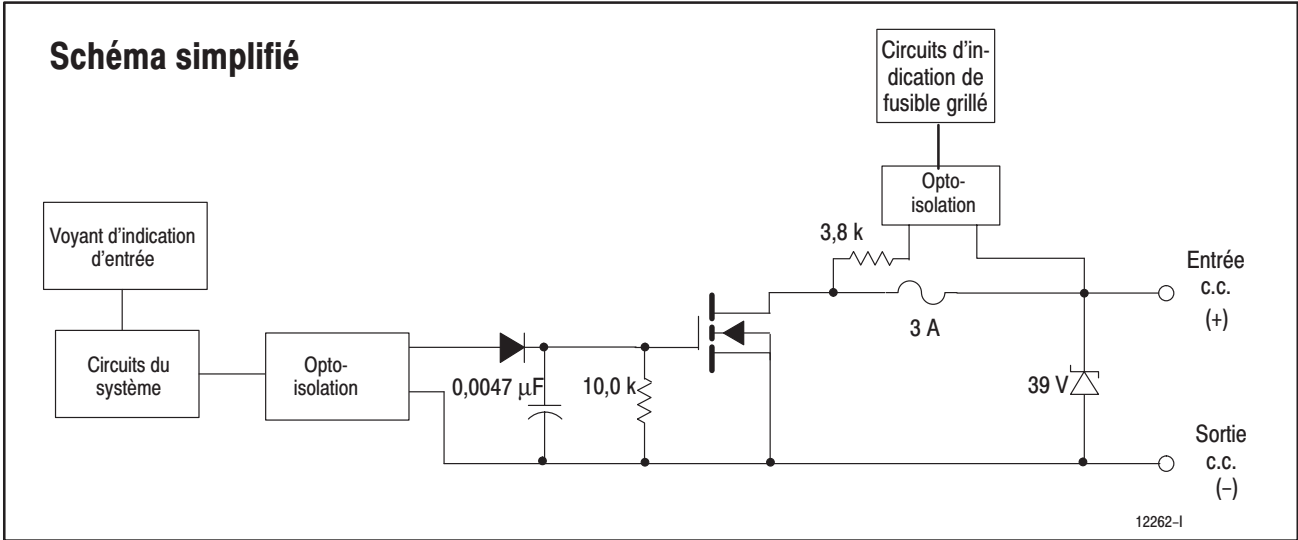 Schéma simplifié
Circuits d'in-
dication de
fusible grillé
Opto-
isolation
Voyant d'indication
d'entrée
3,8 k
Entrée
c.c.
(+)
3 A
Circuits du
système
Opto-
isolation
0,0047 µF
10,0 k
39 V
Sortie
c.c.
(–)
12262–I